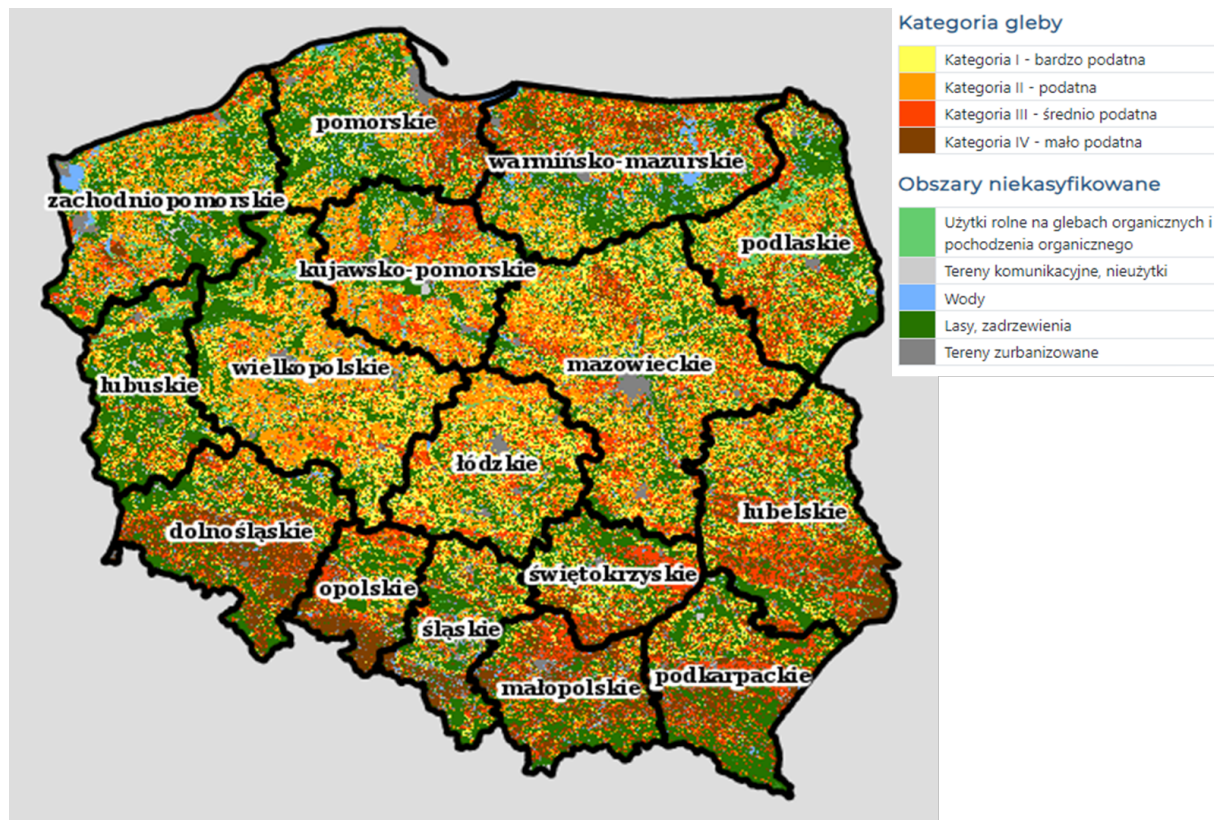 Kategoria gleby
Kategoria I - bardzo podatna
Kategoria II - podatna
Kategoria III - średnio podatna
Kategoria IV - mało podatna
Obszary niekasyfikowane
Użytki rolne na glebach organicznych i
pochodzenia organicznego
Tereny komunikacyjne, nieużytki
Wody
Lasy, zadrzewienia
Tereny zurbanizowane
pomorskie
warmińsko-mazurskie
zachodniopomorskie
podlaskie
kujawsko-pomorskie
mazowieckie
wielkopolskie
lubuskie
łódzkie
lubelskie
dolnośląskie
świętokrzyskie
opolskie
śląskie
podkarpackie
małopolskie